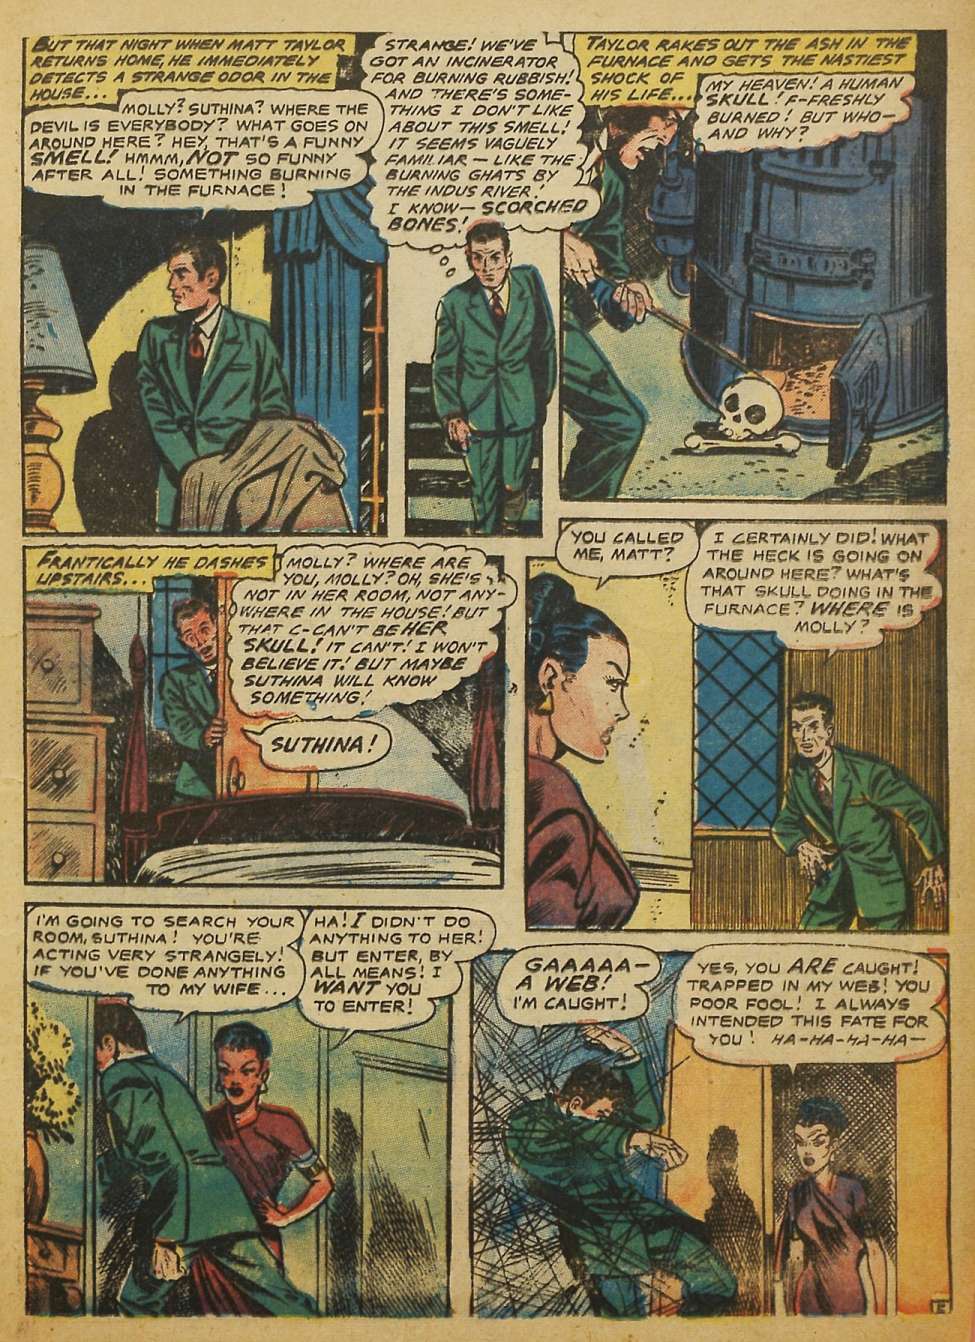 BUT THAT NIGHT WHEN MATT TAYLOR
RETURNS HOME, HE IMMEDIATELY
DETECTS A STRANGE ODOR IN THE
HOUSE...
MOLLY? SUTHINA? WHERE THE
DEVIL IS EVERYBODY? WHAT GOES ON
AROUND HERE? HEY, THAT'S A FUNNY
SMELL! HMMM, NOT SO FUNNY
AFTER ALL! SOMETHING BURNING
IN THE FURNACE!
STRANGE! WE'VE
GOT AN INCINERATOR
FOR BURNING RUBBISH!
AND THERE'S SOME-
THING I DON'T LIKE
ABOUT THIS SMELL!
IT SEEMS VAGUELY
FAMILIAR — LIKE THE
BURNING GHATS BY
THE INDUS RIVER!
I KNOW — SCORCHED
BONES!
TAYLOR RAKES OUT THE ASH IN THE
FURNACE AND GETS THE NASTIEST
SHOCK OF
HIS LIFE...
MY HEAVEN! A HUMAN
SKULL! F-FRESHLY
BURNED! BUT WHO—
AND WHY?
FRANTICALLY HE DASHES
UPSTAIRS...
MOLLY? WHERE ARE
YOU, MOLLY? OH, SHE'S
NOT IN HER ROOM, NOT ANY-
WHERE IN THE HOUSE! BUT
THAT C-CAN'T BE HER
SKULL! IT CAN'T! I WON'T
BELIEVE IT! BUT MAYBE
SUTHINA WILL KNOW
SOMETHING!
SUTHINA!
YOU CALLED
ME, MATT?
I CERTAINLY DID! WHAT
THE HECK IS GOING ON
AROUND HERE? WHAT'S
THAT SKULL DOING IN THE
FURNACE? WHERE IS
MOLLY?
I'M GOING TO SEARCH YOUR
ROOM, SUTHINA! YOU'RE
ACTING VERY STRANGELY!
IF YOU'VE DONE ANYTHING
TO MY WIFE...
HA! I DIDN'T DO
ANYTHING TO HER!
BUT ENTER, BY
ALL MEANS! I
WANT YOU
TO ENTER!
GAAAAA—
A WEB!
I'M CAUGHT!
YES, YOU ARE CAUGHT!
TRAPPED IN MY WEB! YOU
POOR FOOL! I ALWAYS
INTENDED THIS FATE FOR
YOU! HA-HA-HA-HA—